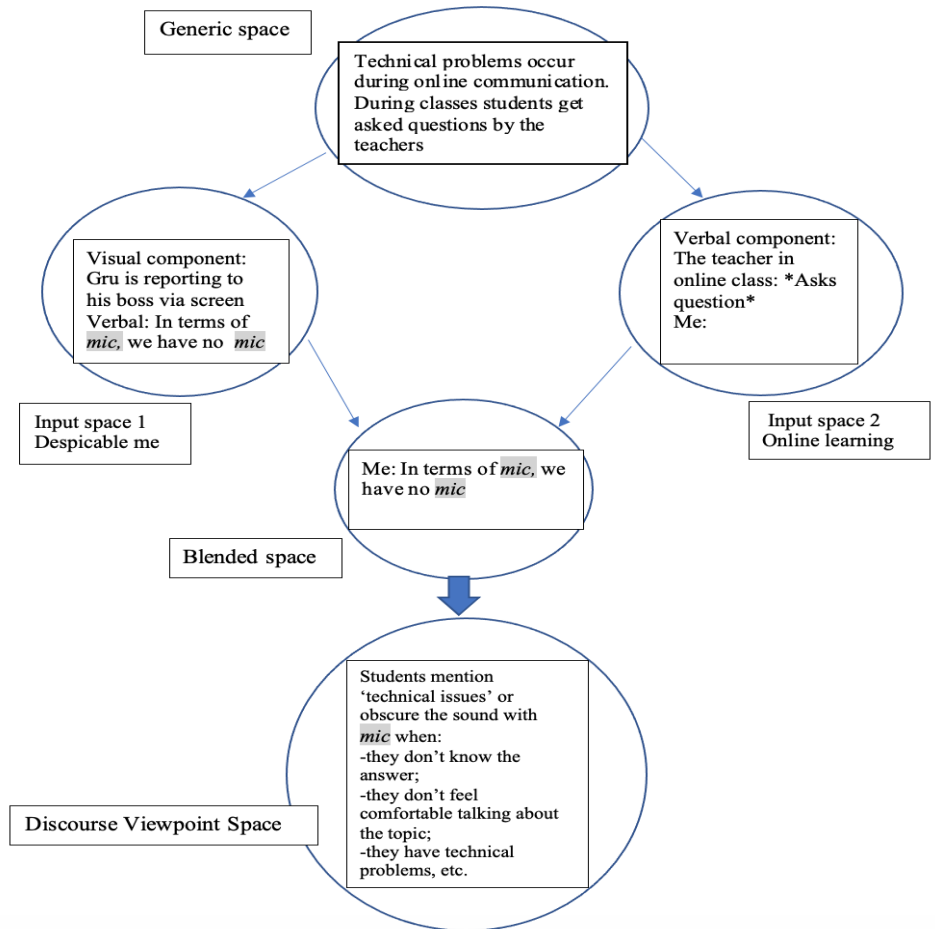 Generic space
Technical problems occur
during online communication.
During classes students get
asked questions by the
teachers
Visual component:
Gru is reporting to
his boss via screen
Verbal: In terms of
mic, we have no mic
Input space 1
Despicable me
Verbal component:
The teacher in
online class: *Asks
question*
Me:
Input space 2
Online learning
Me: In terms of mic, we
have no mic
Blended space
Students mention
‘technical issues’ or
obscure the sound with
mic when:
-they don’t know the
answer;
-they don’t feel
comfortable talking about
the topic;
-they have technical
problems, etc.
Discourse Viewpoint Space